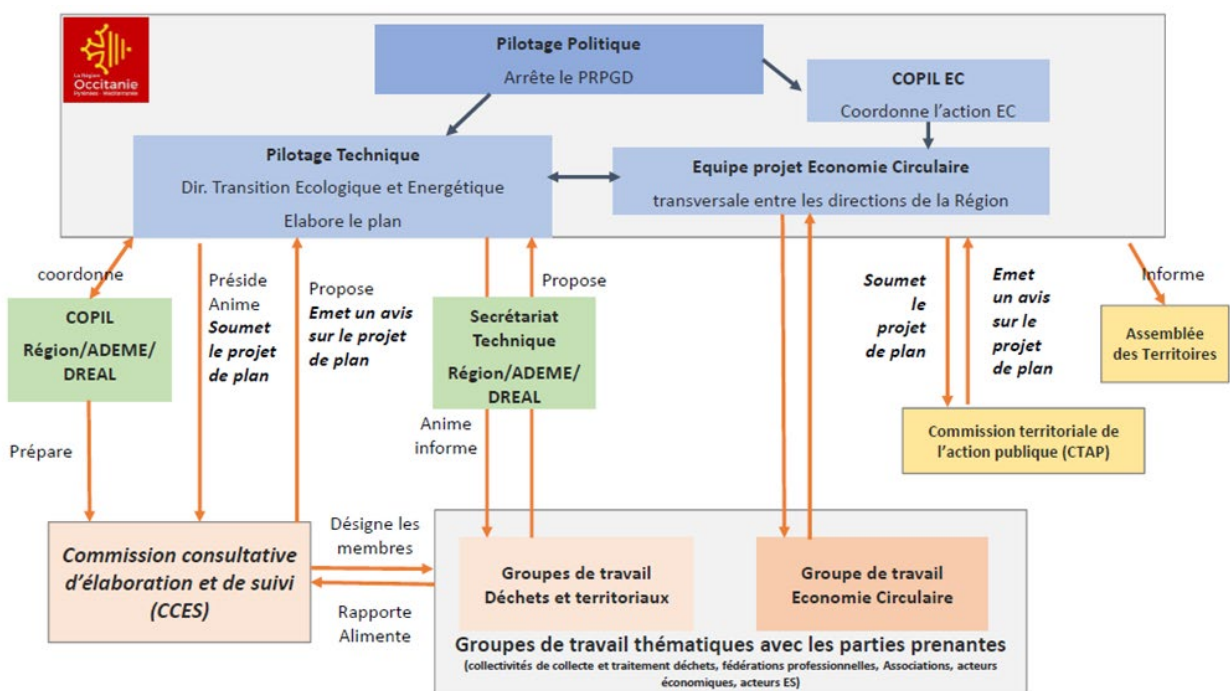 La Région
Occitanie
Pyrénées - Méditerranée
Pilotage Politique
Arrête le PRPGD
COPIL EC
Coordonne l’action EC
Pilotage Technique
Dir. Transition Ecologique et Energétique
Elabore le plan
Equipe projet Economie Circulaire
transversale entre les directions de la Région
coordonne
Préside
Anime
Soumet
le projet
de plan
Propose
Emet un avis
sur le projet
de plan
Propose
Soumet
le
projet
de plan
Emet
un avis
sur le
projet
de plan
Informe
COPIL
Région/ADEME/
DREAL
Secrétariat
Technique
Région/ADEME/
DREAL
Assemblée
des Territoires
Anime
informe
Commission territoriale de
l’action publique (CTAP)
Prépare
Commission consultative
d’élaboration et de suivi
(CCES)
Désigne les
membres
Rapporte
Alimente
Groupes de travail
Déchets et territoriaux
Groupe de travail
Economie Circulaire
Groupes de travail thématiques avec les parties prenantes
(collectivités de collecte et traitement déchets, fédérations professionnelles, Associations, acteurs
économiques, acteurs ES)